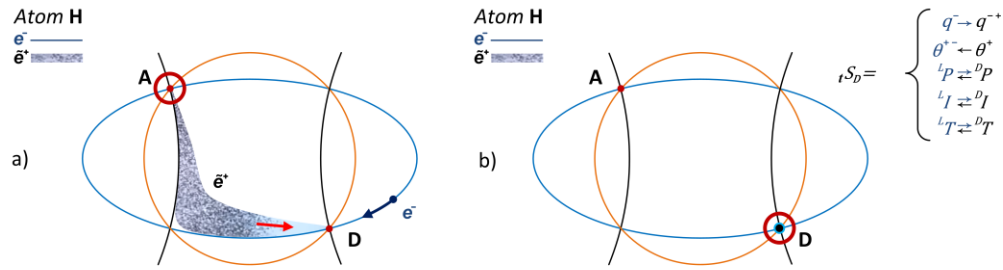 Atom H
e⁻
ẽ⁺
A
a)
ẽ⁺
e⁻
D
Atom H
e⁻
ẽ⁺
A
b)
D
ₜS_D=
q⁻→ q⁻⁺
θ⁺⁻← θ⁺
ᴸP⇄ᴰP
ᴸI⇄ᴰI
ᴸT⇄ᴰT